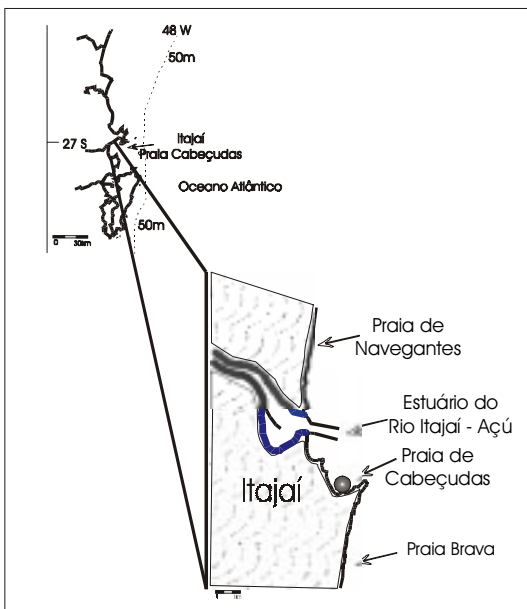 48 W
50m
27 S
Itajaí
Praia Cabeçudas
Oceano Atlântico
50m
0 30km
Praia de
Navegantes
Estuário do
Rio Itajaí - Açú
Praia de
Cabeçudas
Itajaí
Praia Brava